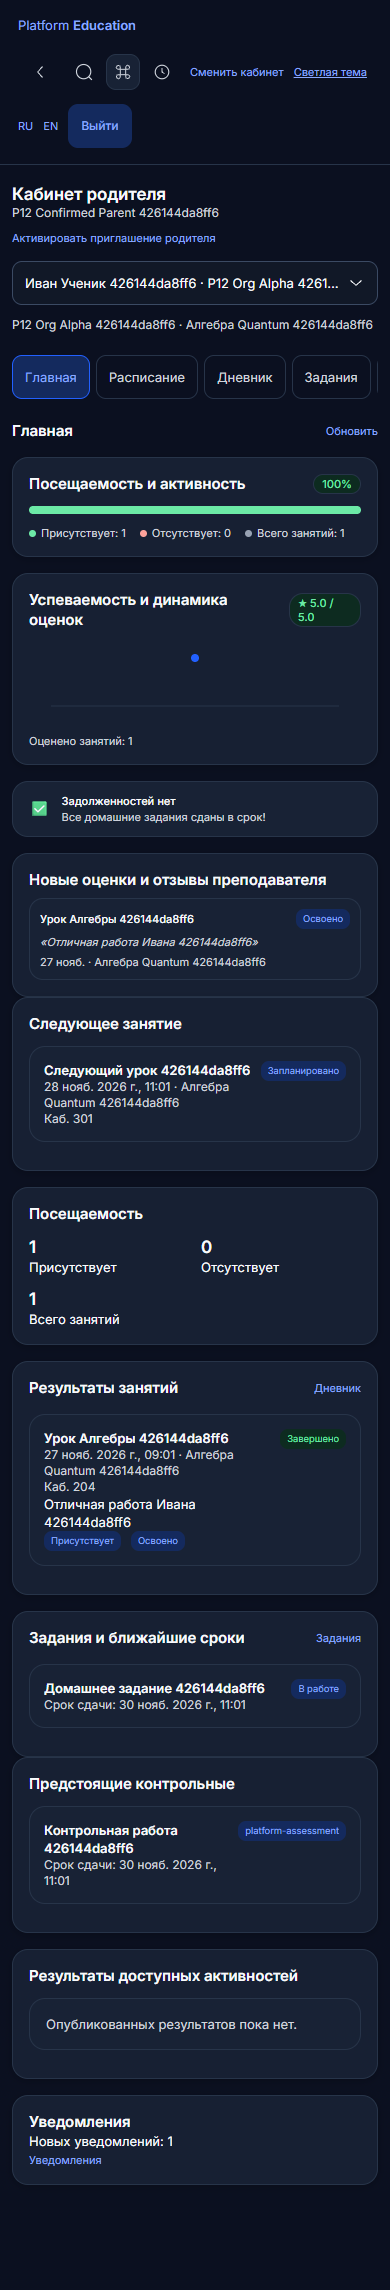 Platform Education
Сменить кабинет Светлая тема
RU EN Выйти
Кабинет родителя
P12 Confirmed Parent 426144da8ff6
Активировать приглашение родителя
Иван Ученик 426144da8ff6 · P12 Org Alpha 4261...
P12 Org Alpha 426144da8ff6 · Алгебра Quantum 426144da8ff6
Главная Расписание Дневник Задания
Главная Обновить
Посещаемость и активность 100%
Присутствует: 1 Отсутствует: 0 Всего занятий: 1
Успеваемость и динамика
оценок
★ 5.0 /
5.0
Оценено занятий: 1
Задолженностей нет
Все домашние задания сданы в срок!
Новые оценки и отзывы преподавателя
Урок Алгебры 426144da8ff6 Освоено
«Отличная работа Ивана 426144da8ff6»
27 нояб. · Алгебра Quantum 426144da8ff6
Следующее занятие
Следующий урок 426144da8ff6 Запланировано
28 нояб. 2026 г., 11:01 · Алгебра
Quantum 426144da8ff6
Каб. 301
Посещаемость
1 0
Присутствует Отсутствует
1
Всего занятий
Результаты занятий Дневник
Урок Алгебры 426144da8ff6 Завершено
27 нояб. 2026 г., 09:01 · Алгебра
Quantum 426144da8ff6
Каб. 204
Отличная работа Ивана
426144da8ff6
Присутствует Освоено
Задания и ближайшие сроки Задания
Домашнее задание 426144da8ff6 В работе
Срок сдачи: 30 нояб. 2026 г., 11:01
Предстоящие контрольные
Контрольная работа platform-assessment
426144da8ff6
Срок сдачи: 30 нояб. 2026 г.,
11:01
Результаты доступных активностей
Опубликованных результатов пока нет.
Уведомления
Новых уведомлений: 1
Уведомления